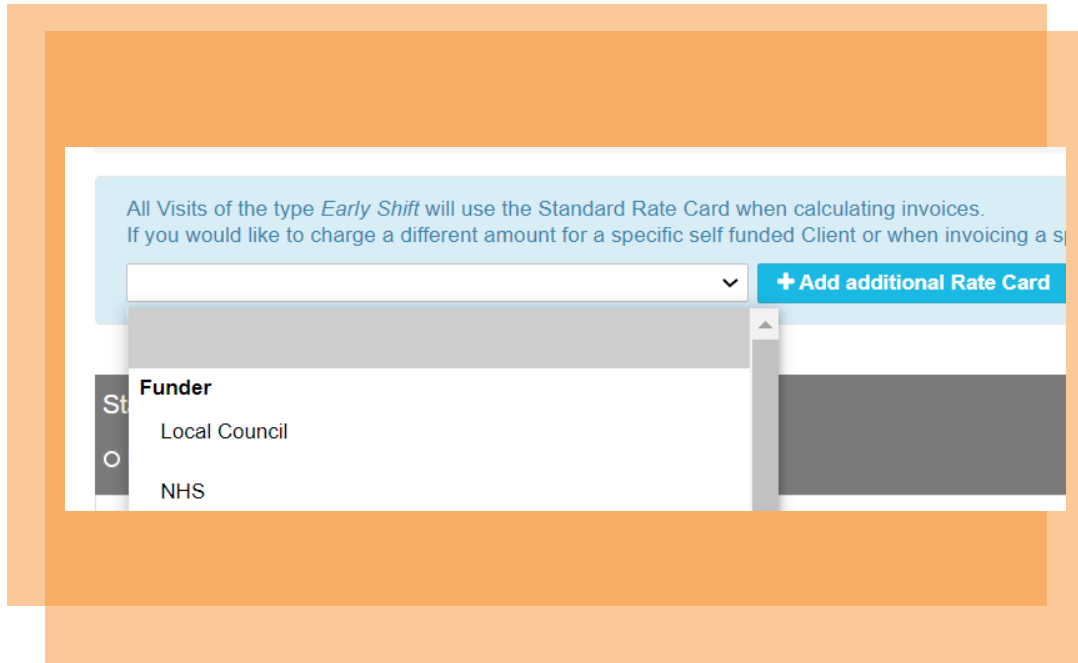 All Visits of the type Early Shift will use the Standard Rate Card when calculating invoices.
If you would like to charge a different amount for a specific self funded Client or when invoicing a
+ Add additional Rate Card
Funder
Local Council
NHS